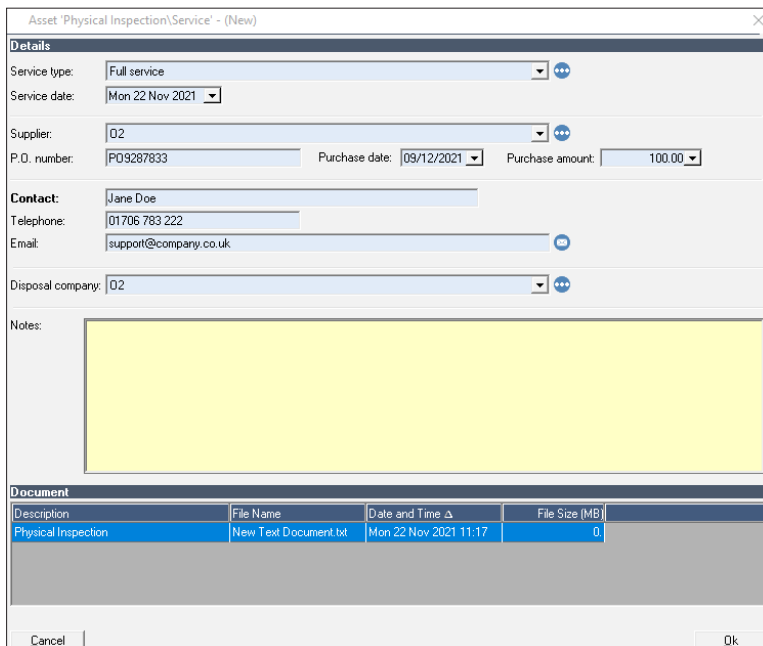 Asset 'Physical Inspection\Service' - (New)
Details
Service type: Full service
Service date: Mon 22 Nov 2021
Supplier: O2
P.O. number: PO9287833 Purchase date: 09/12/2021 Purchase amount: 100.00
Contact: Jane Doe
Telephone: 01706 783 222
Email: support@company.co.uk
Disposal company: O2
Notes:
Document
Description File Name Date and Time Δ File Size (MB)
Physical Inspection New Text Document.txt Mon 22 Nov 2021 11:17 0.
Cancel Ok